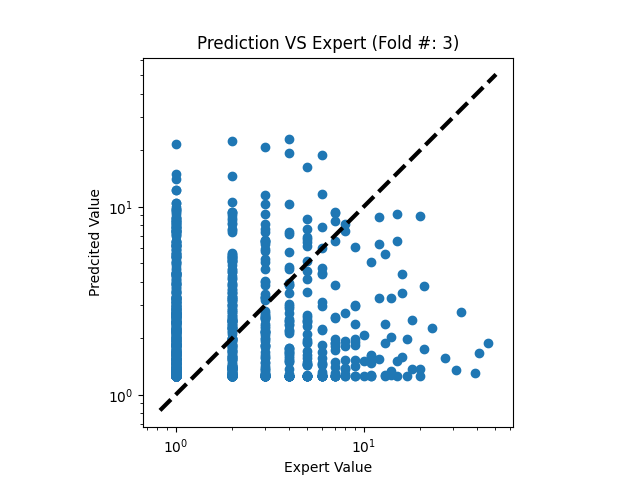 Prediction VS Expert (Fold #: 3)
Predcited Value
10¹
10⁰
10⁰ 10¹
Expert Value